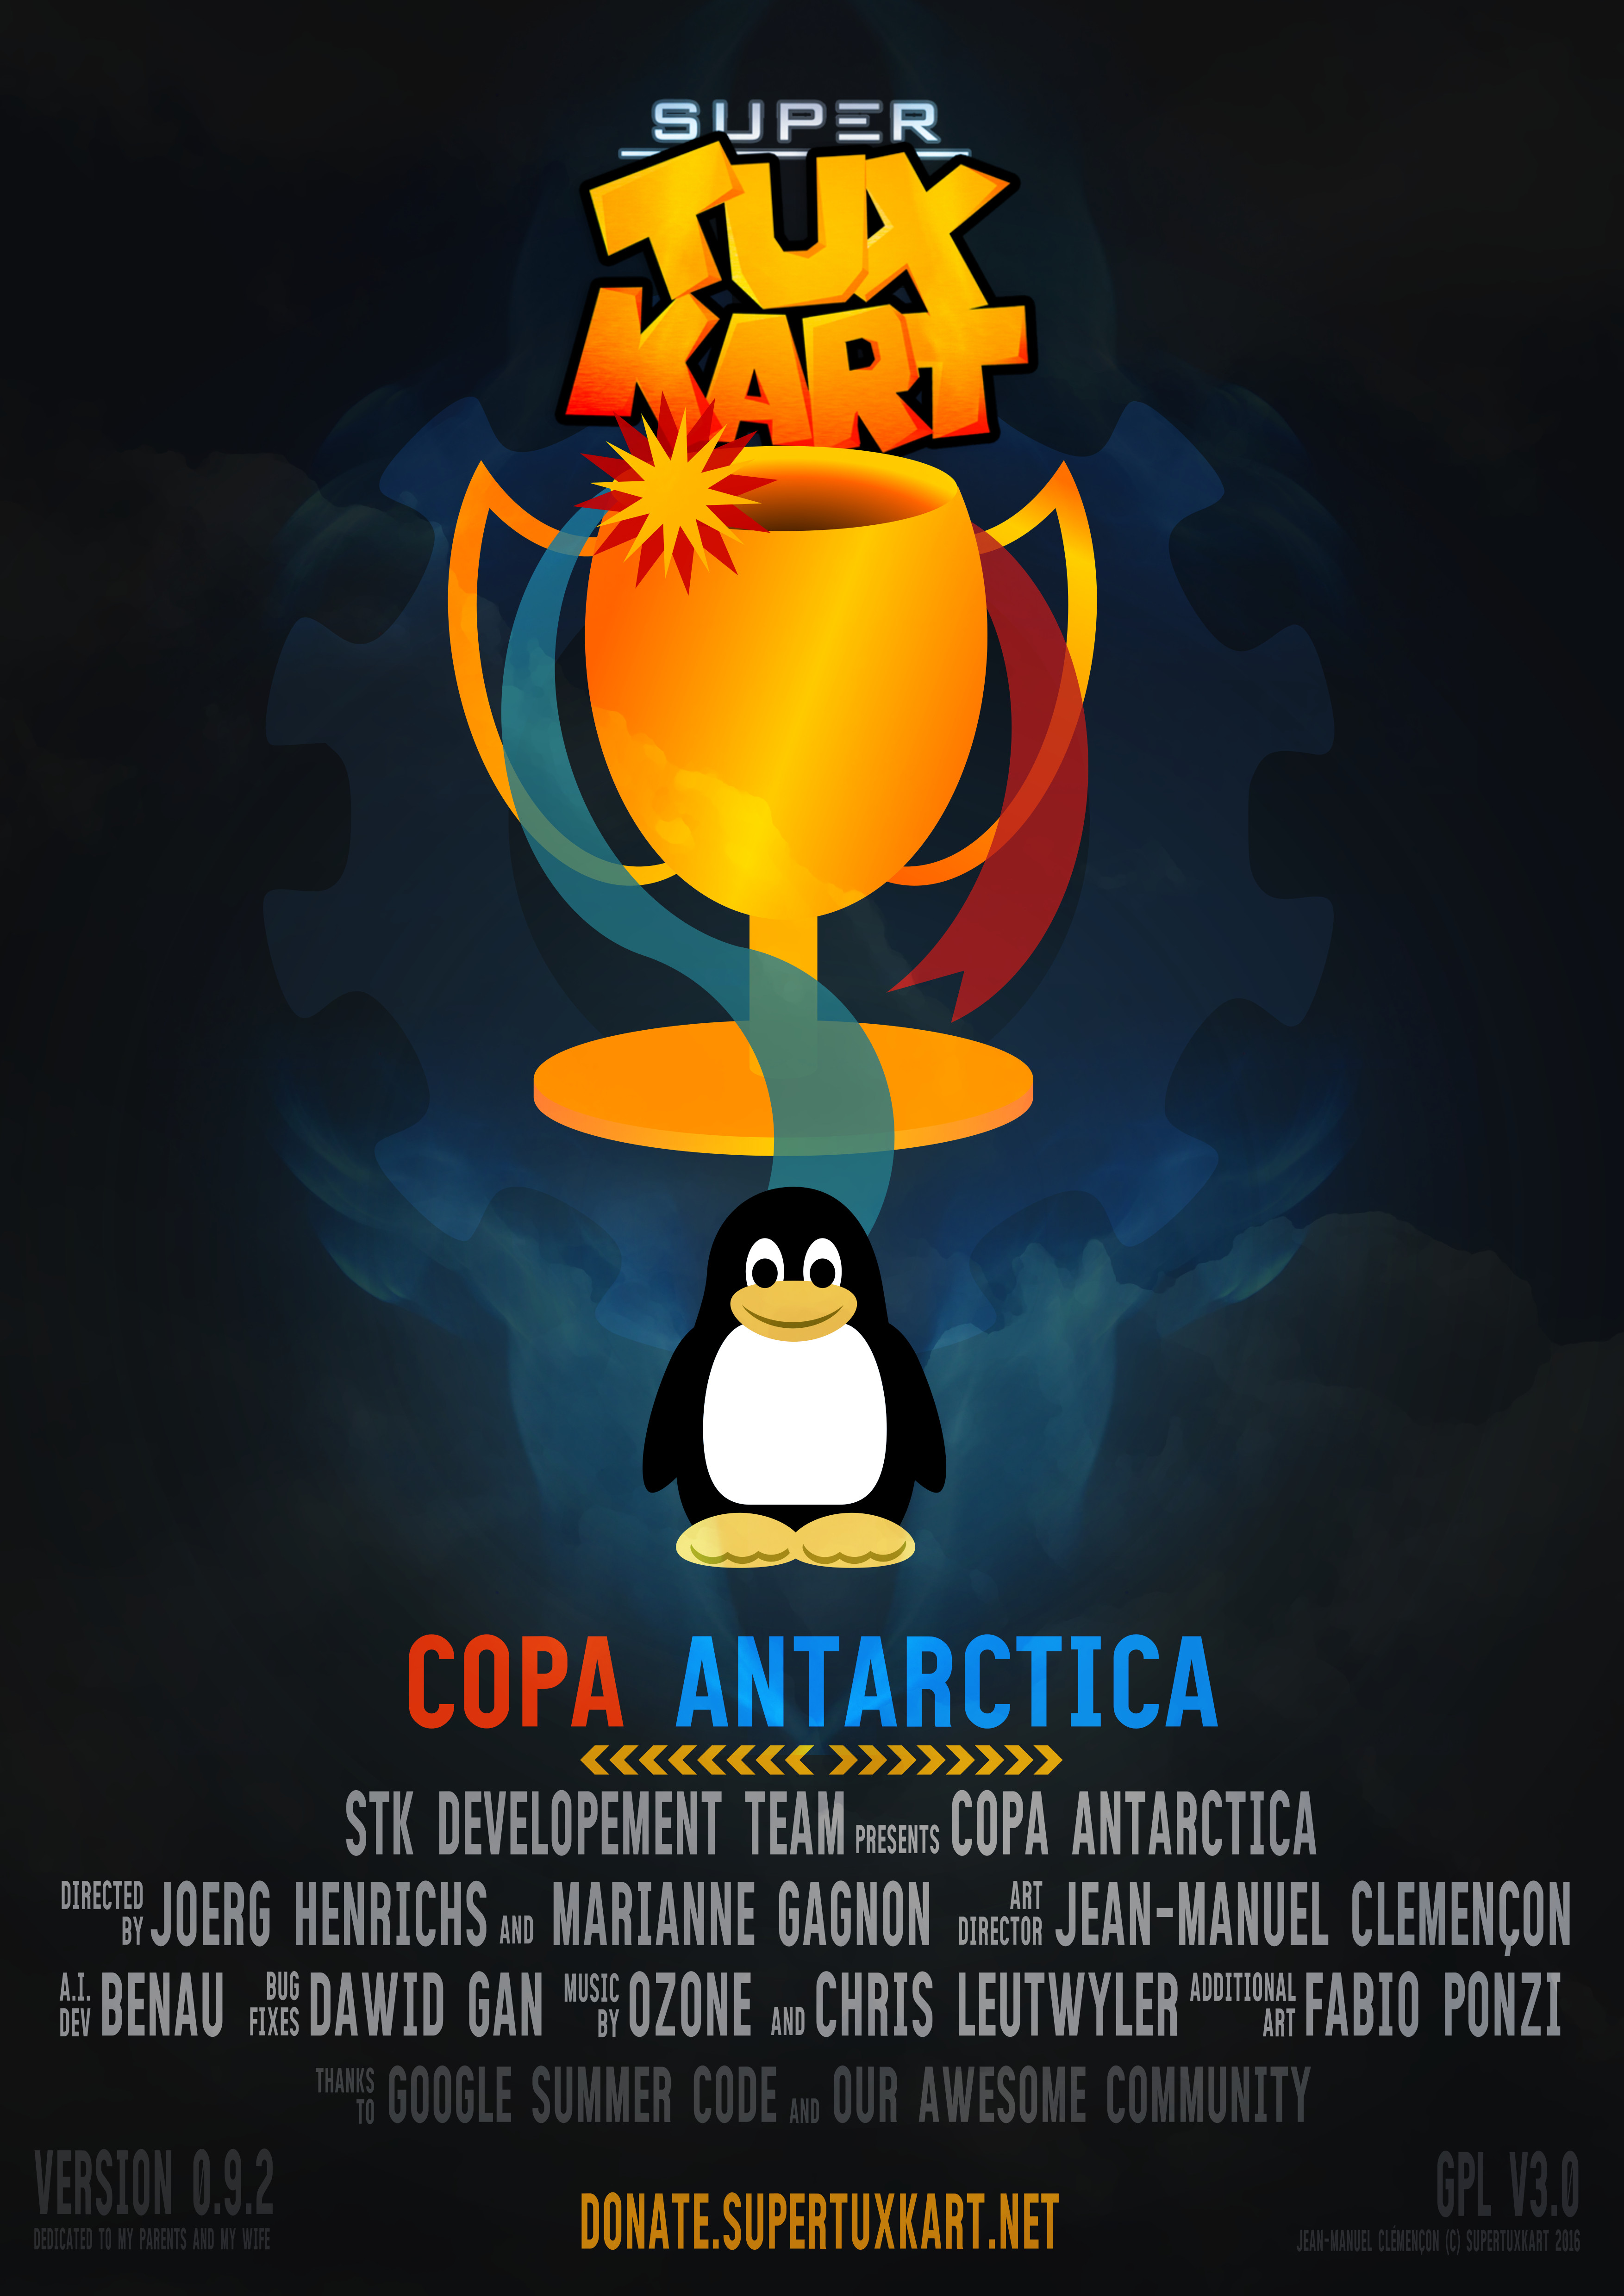 SUPER
TUX
KART
COPA ANTARCTICA
STK DEVELOPEMENT TEAM PRESENTS COPA ANTARCTICA
DIRECTED BY JOERG HENRICHS AND MARIANNE GAGNON ART DIRECTOR JEAN-MANUEL CLEMENÇON
A.I. DEV BENAU BUG FIXES DAWID GAN MUSIC BY OZONE AND CHRIS LEUTWYLER ADDITIONAL ART FABIO PONZI
THANKS TO GOOGLE SUMMER CODE AND OUR AWESOME COMMUNITY
VERSION 0.9.2
DEDICATED TO MY PARENTS AND MY WIFE
DONATE.SUPERTUXKART.NET
GPL V3.0
JEAN-MANUEL CLÉMENÇON (C) SUPERTUXKART 2016